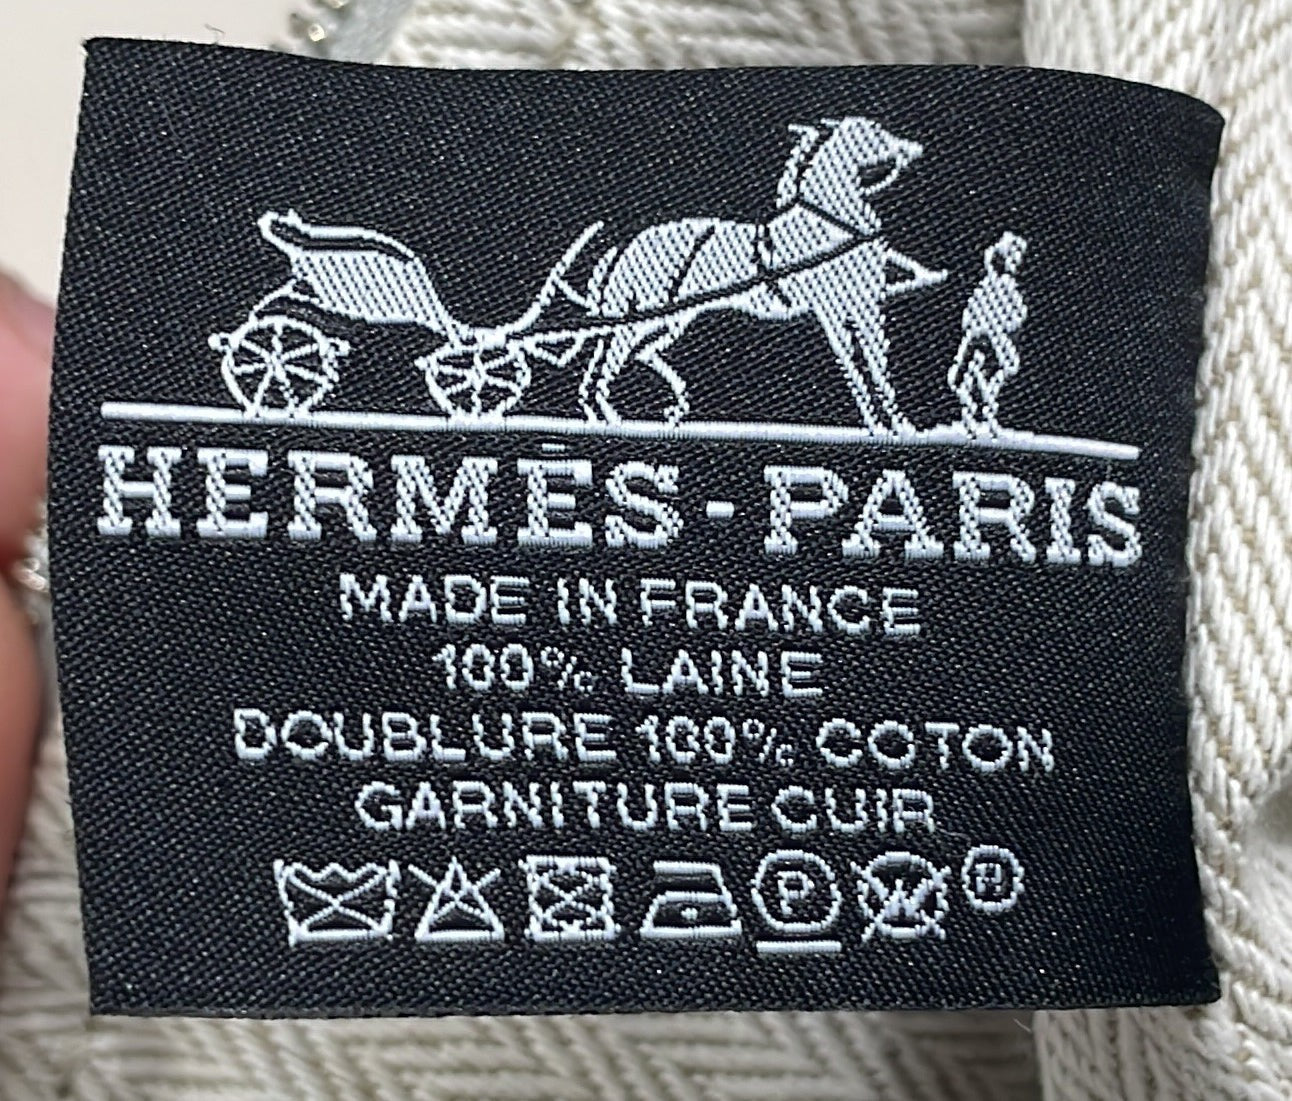 HERMÈS-PARIS
MADE IN FRANCE
100% LAINE
DOUBLURE 100% COTON
GARNITURE CUIR
P W H